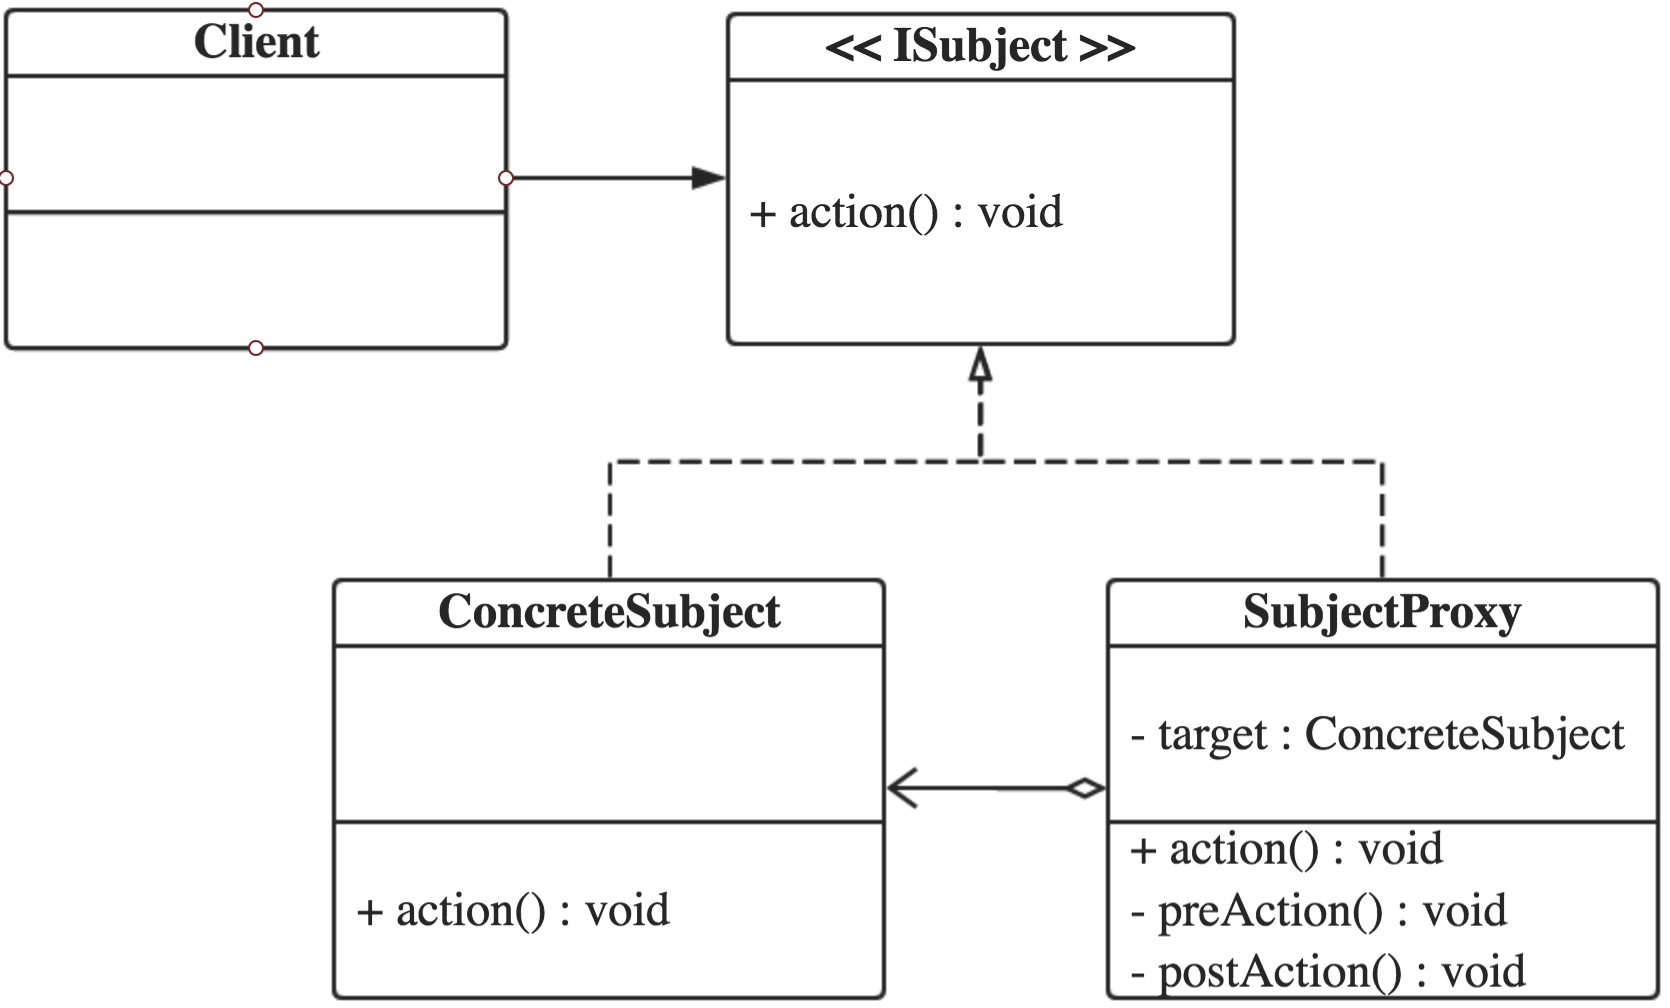 Client
<< ISubject >>
+ action() : void
ConcreteSubject
+ action() : void
SubjectProxy
- target : ConcreteSubject
+ action() : void
- preAction() : void
- postAction() : void